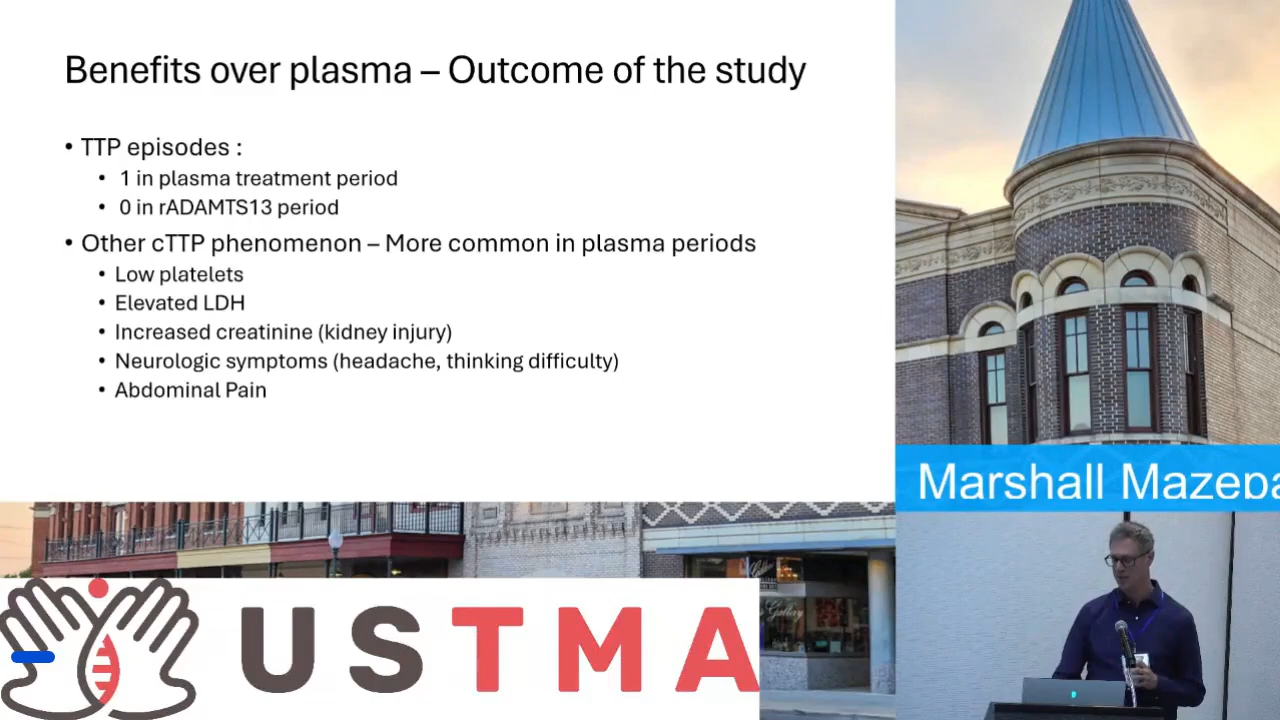 Benefits over plasma – Outcome of the study
• TTP episodes :
• 1 in plasma treatment period
• 0 in rADAMTS13 period
• Other cTTP phenomenon – More common in plasma periods
• Low platelets
• Elevated LDH
• Increased creatinine (kidney injury)
• Neurologic symptoms (headache, thinking difficulty)
• Abdominal Pain
Marshall Mazepa
Gallery
USTMA